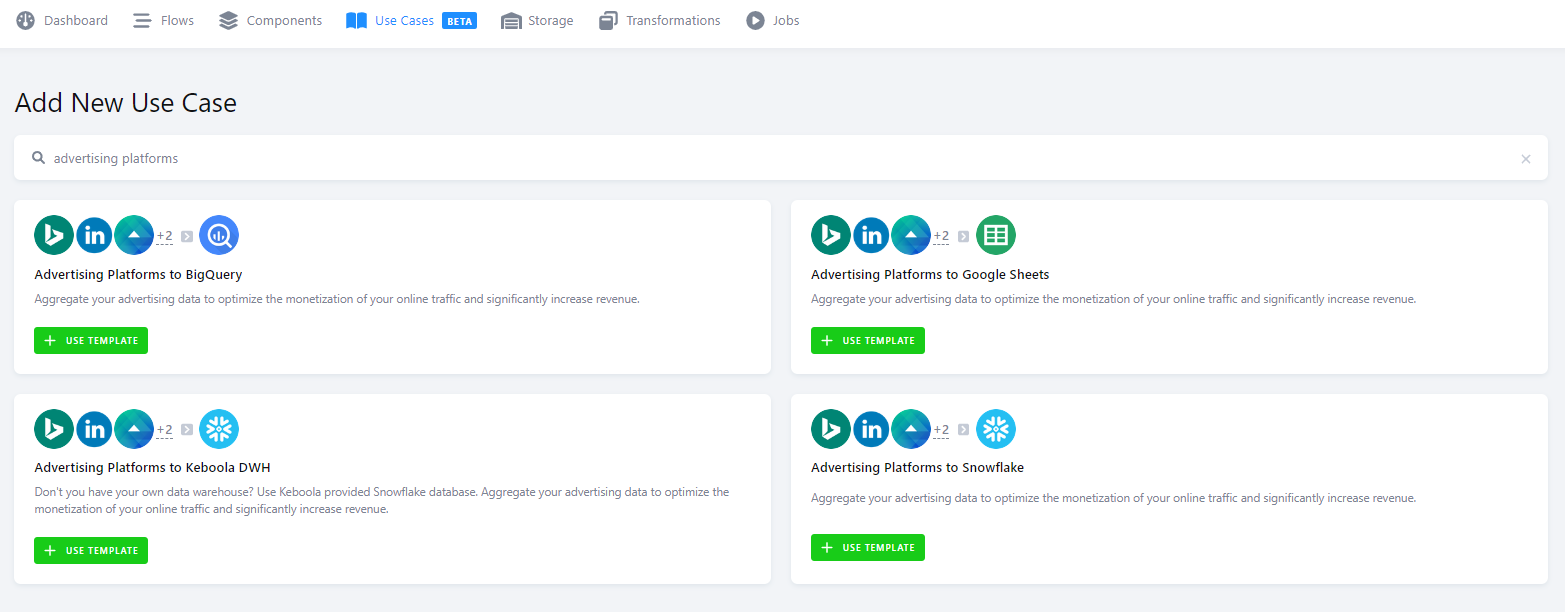 Dashboard Flows Components Use Cases BETA Storage Transformations Jobs
Add New Use Case
advertising platforms
in +2
Advertising Platforms to BigQuery
Aggregate your advertising data to optimize the monetization of your online traffic and significantly increase revenue.
USE TEMPLATE
in +2
Advertising Platforms to Google Sheets
Aggregate your advertising data to optimize the monetization of your online traffic and significantly increase revenue.
USE TEMPLATE
in +2
Advertising Platforms to Keboola DWH
Don't you have your own data warehouse? Use Keboola provided Snowflake database. Aggregate your advertising data to optimize the
monetization of your online traffic and significantly increase revenue.
USE TEMPLATE
in +2
Advertising Platforms to Snowflake
Aggregate your advertising data to optimize the monetization of your online traffic and significantly increase revenue.
USE TEMPLATE